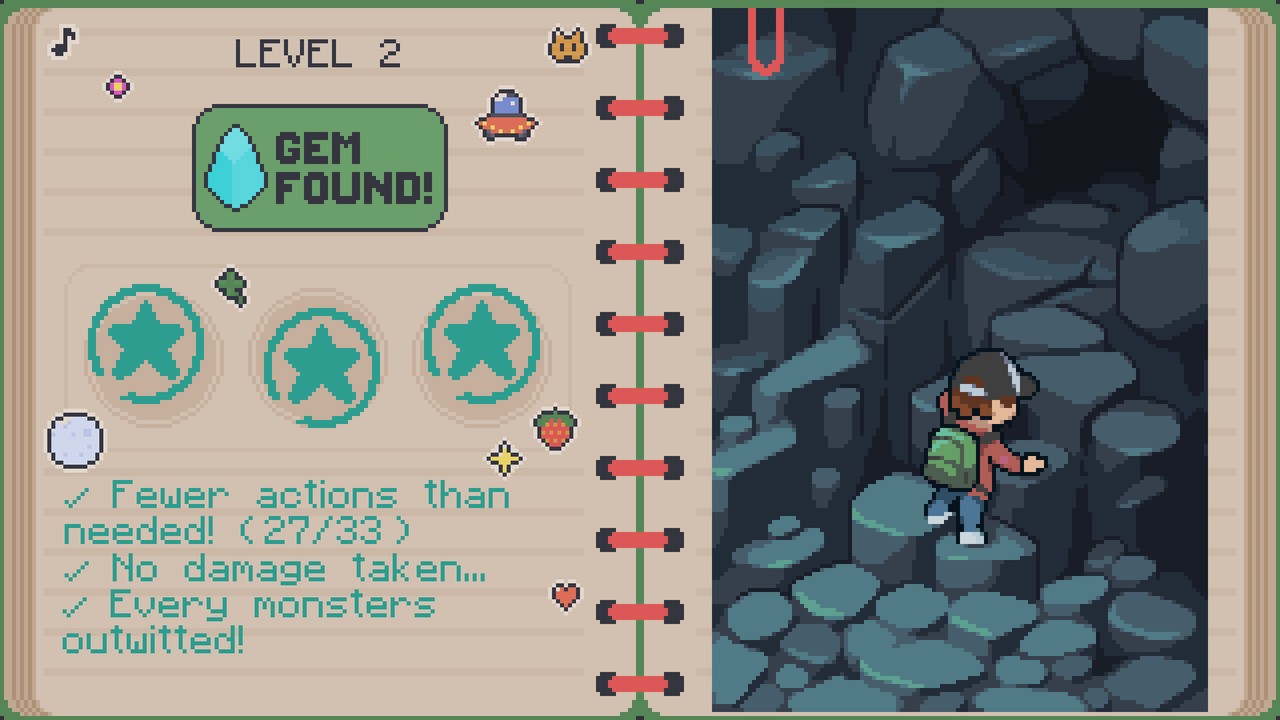 LEVEL 2
GEM
FOUND!
✓ Fewer actions than
needed! (27/33)
✓ No damage taken...
✓ Every monsters
outwitted!